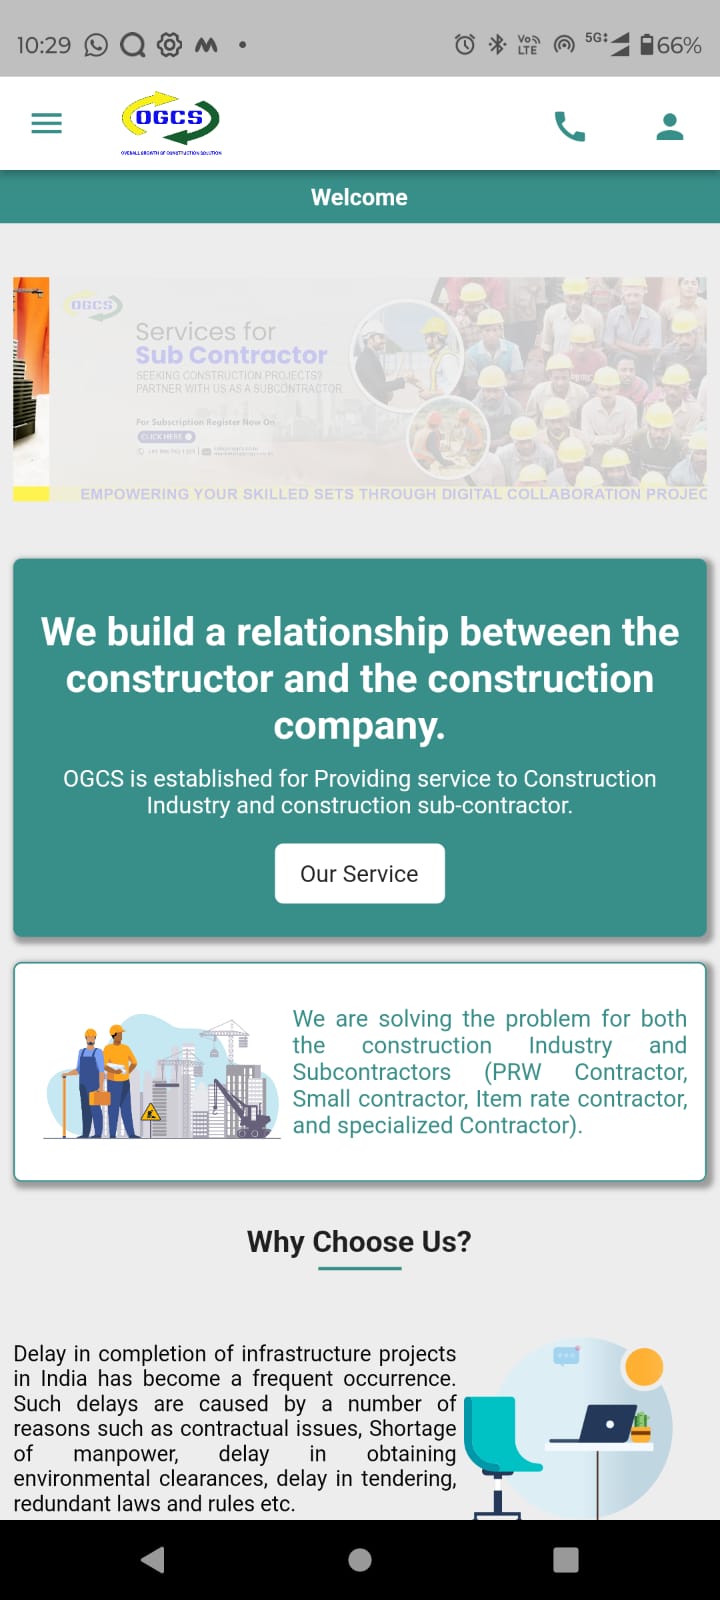 10:29
Vo
LTE
5G
66%
OGCS
OVERALL GROWTH OF CONSTRUCTION SOLUTION
Welcome
OGCS
Services for
Sub Contractor
SEEKING CONSTRUCTION PROJECTS?
PARTNER WITH US AS A SUBCONTRACTOR
For Subscription Register Now On
CLICK HERE
EMPOWERING YOUR SKILLED SETS THROUGH DIGITAL COLLABORATION PROJEC
We build a relationship between the
constructor and the construction
company.
OGCS is established for Providing service to Construction
Industry and construction sub-contractor.
Our Service
We are solving the problem for both
the construction Industry and
Subcontractors (PRW Contractor,
Small contractor, Item rate contractor,
and specialized Contractor).
Why Choose Us?
Delay in completion of infrastructure projects
in India has become a frequent occurrence.
Such delays are caused by a number of
reasons such as contractual issues, Shortage
of manpower, delay in obtaining
environmental clearances, delay in tendering,
redundant laws and rules etc.